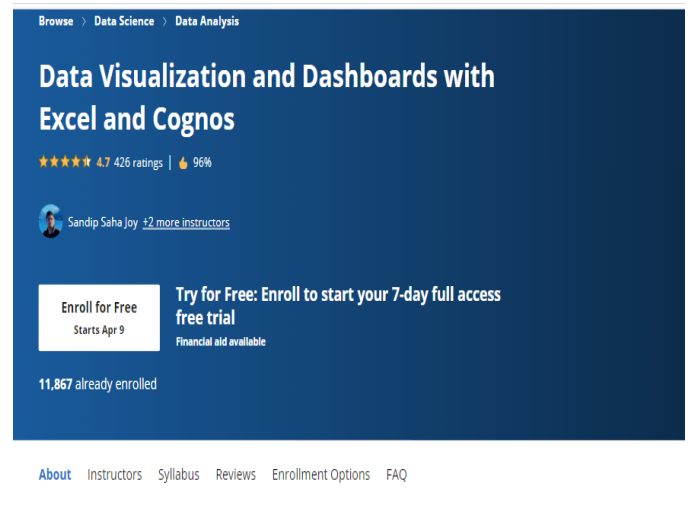 Browse > Data Science > Data Analysis
Data Visualization and Dashboards with
Excel and Cognos
4.7 426 ratings | 96%
Sandip Saha Joy +2 more instructors
Enroll for Free
Starts Apr 9
Try for Free: Enroll to start your 7-day full access
free trial
Financial aid available
11,867 already enrolled
About Instructors Syllabus Reviews Enrollment Options FAQ